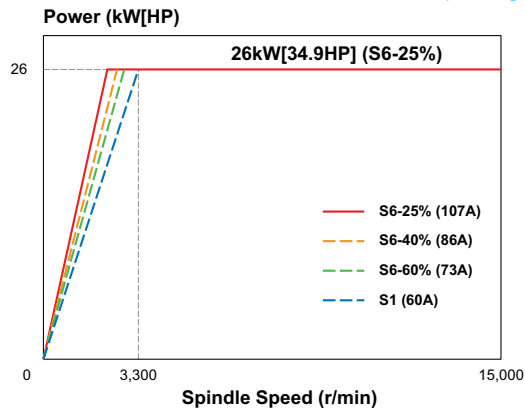 Power (kW[HP)
26kW[34.9HP] (S6-25%)
26
S6-25% (107A)
S6-40% (86A)
S6-60% (73A)
S1 (60A)
0
3,300
15,000
Spindle Speed (r/min)